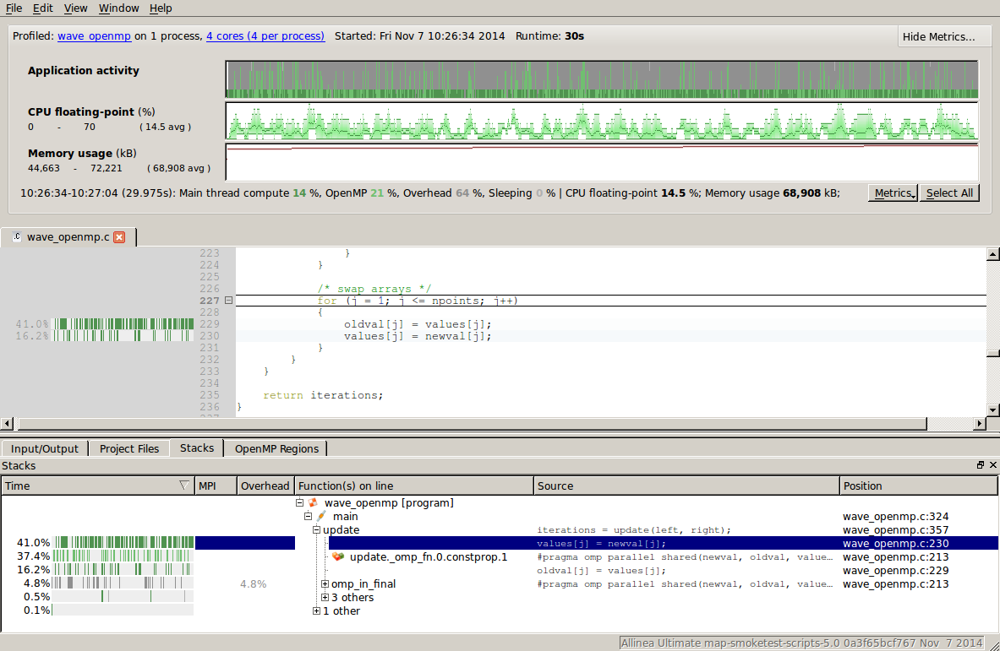 File Edit View Window Help
Profiled: wave_openmp on 1 process, 4 cores (4 per process) Started: Fri Nov 7 10:26:34 2014 Runtime: 30s
Hide Metrics...
Application activity
CPU floating-point (%)
0 - 70 ( 14.5 avg )
Memory usage (kB)
44,663 - 72,221 ( 68,908 avg )
10:26:34-10:27:04 (29.975s): Main thread compute 14 %, OpenMP 21 %, Overhead 64 %, Sleeping 0 % | CPU floating-point 14.5 %; Memory usage 68,908 kB;
Metrics Select All
wave_openmp.c
223 }
224 }
225
226 /* swap arrays */
227 for (j = 1; j <= npoints; j++)
228 {
41.0% 229 oldval[j] = values[j];
16.2% 230 values[j] = newval[j];
231 }
232 }
233 }
234
235 return iterations;
236 }
Input/Output Project Files Stacks OpenMP Regions
Stacks
Time MPI Overhead Function(s) on line Source Position
wave_openmp [program]
main wave_openmp.c:324
update iterations = update(left, right); wave_openmp.c:357
41.0% values[j] = newval[j]; wave_openmp.c:230
37.4% update._omp_fn.0.constprop.1 #pragma omp parallel shared(newval, oldval, value... wave_openmp.c:213
16.2% oldval[j] = values[j]; wave_openmp.c:229
4.8% 4.8% omp_in_final #pragma omp parallel shared(newval, oldval, value... wave_openmp.c:213
0.5% 3 others
0.1% 1 other
Allinea Ultimate map-smoketest-scripts-5.0 0a3f65bcf767 Nov 7 2014